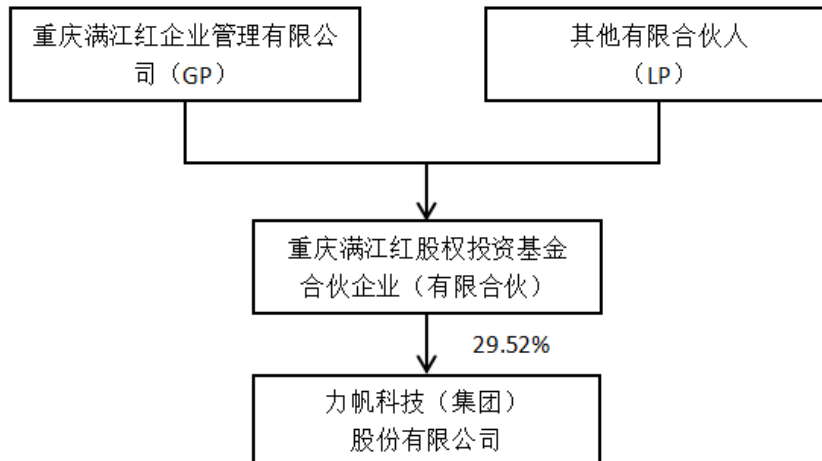 重庆满江红企业管理有限公
司（GP）
其他有限合伙人
（LP）
重庆满江红股权投资基金
合伙企业（有限合伙）
29.52%
力帆科技（集团）
股份有限公司